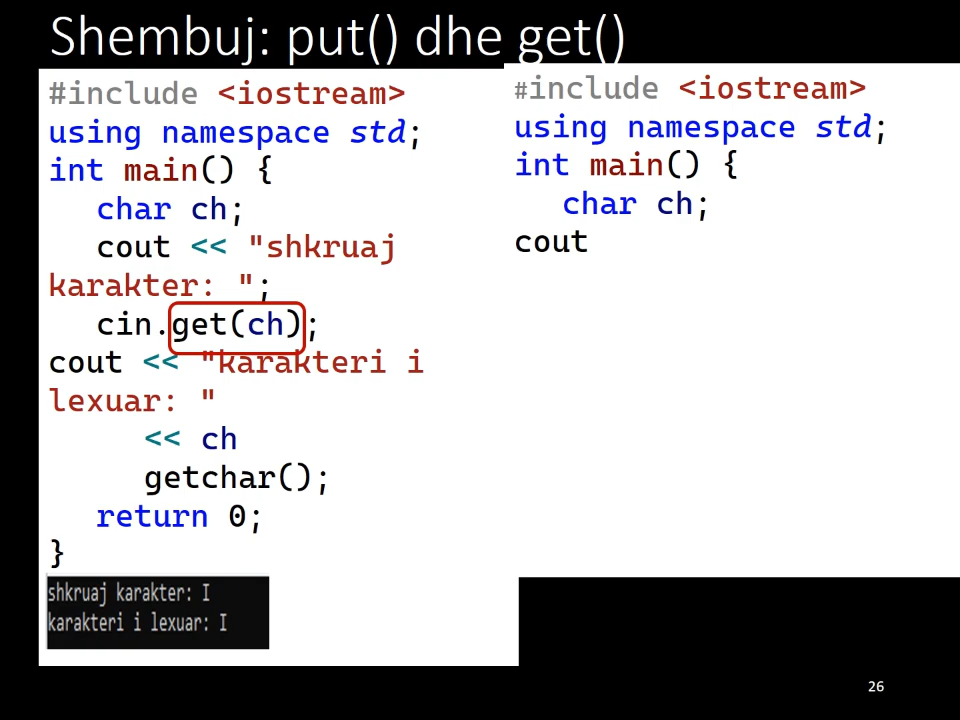 Shembuj: put() dhe get()
#include <iostream>
using namespace std;
int main() {
char ch;
cout << "shkruaj
karakter: ";
cin.get(ch);
cout << "karakteri i
lexuar: "
<< ch
getchar();
return 0;
}
shkruaj karakter: I
karakteri i lexuar: I
#include <iostream>
using namespace std;
int main() {
char ch;
cout
26